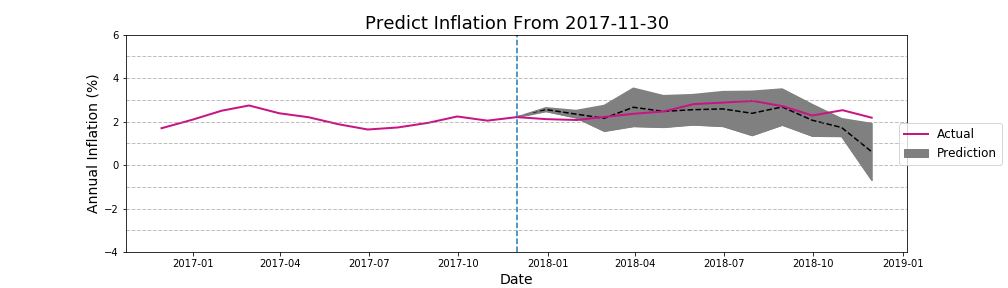 Predict Inflation From 2017-11-30
Annual Inflation (%)
6
4
2
0
−2
−4
2017-01 2017-04 2017-07 2017-10 2018-01 2018-04 2018-07 2018-10 2019-01
Date
Actual
Prediction